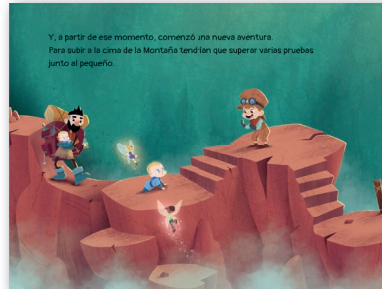 Y, a partir de ese momento, comenzó una nueva aventura.
Para subir a la cima de la Montaña tendrían que superar varias pruebas
junto al pequeño.